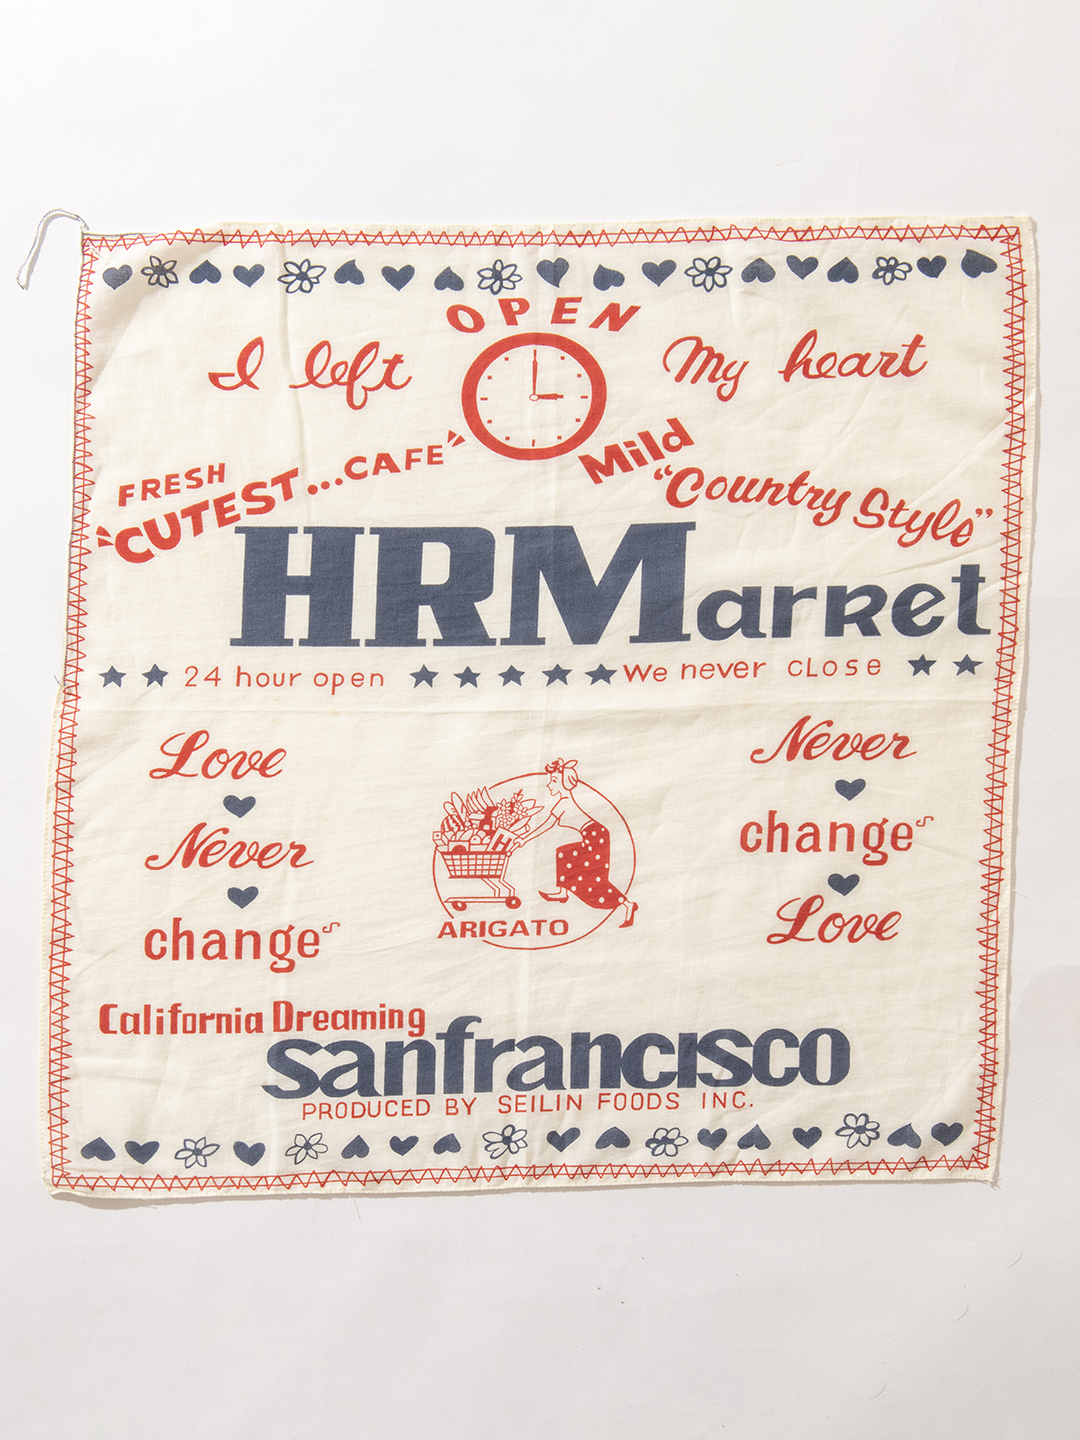 OPEN
I left My heart
FRESH
"CUTEST...CAFE"
Mild
"Country Style"
HRMarket
24 hour open We never close
Love
Never
change
Never
change
Love
H
ARIGATO
California Dreaming
sanfrancisco
PRODUCED BY SEILIN FOODS INC.